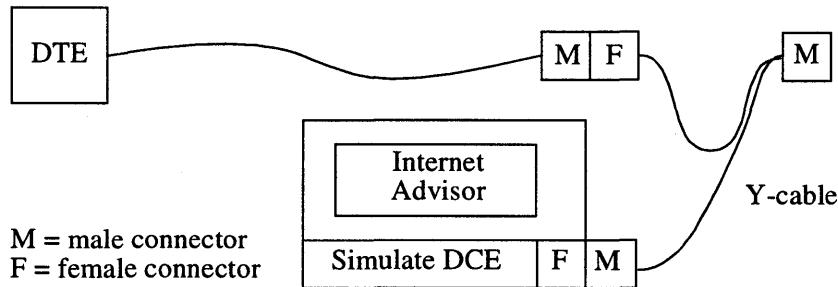 DTE
M F
M
Internet
Advisor
Y-cable
M = male connector
F = female connector
Simulate DCE F M